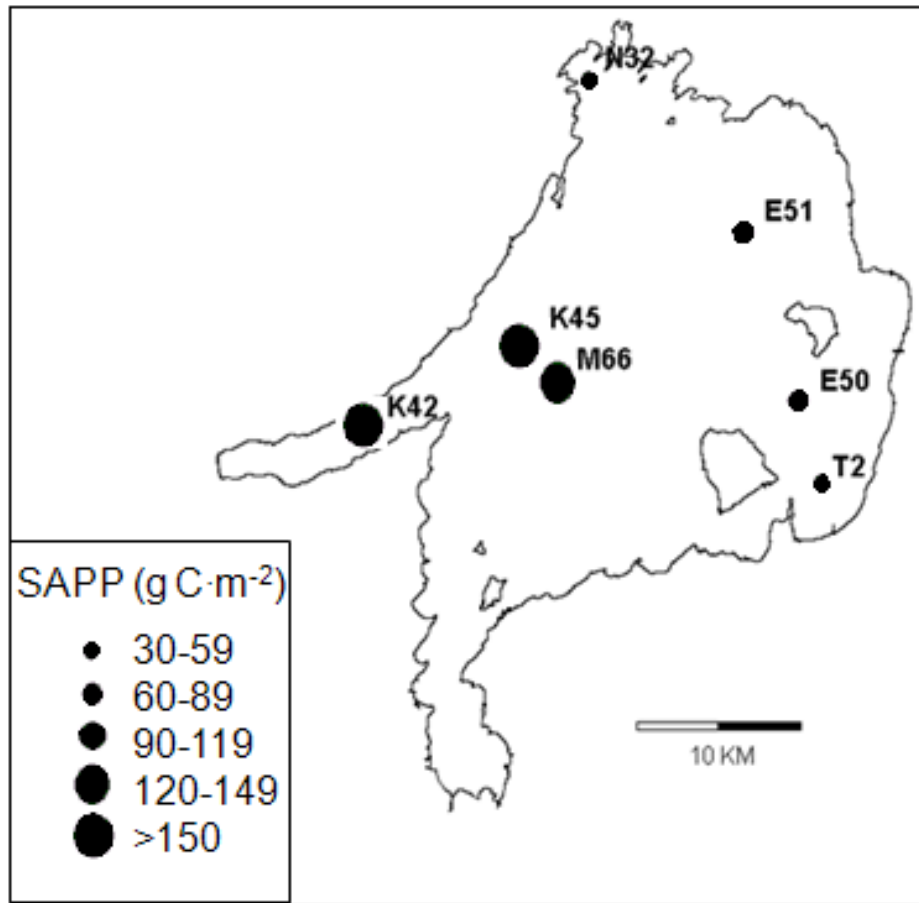 N32
E51
K45
M66
E50
K42
T2
SAPP (g C·m-2)
30-59
60-89
90-119
120-149
>150
10 KM